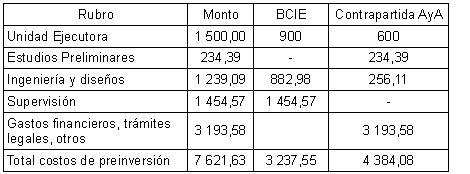 Rubro Monto BCIE Contrapartida AyA
Unidad Ejecutora 1 500,00 900 600
Estudios Preliminares 234,39 - 234,39
Ingeniería y diseños 1 239,09 882,98 256,11
Supervisión 1 454,57 1 454,57 -
Gastos financieros, trámites
legales, otros 3 193,58 3 193,58
Total costos de preinversión 7 621,63 3 237,55 4 384,08